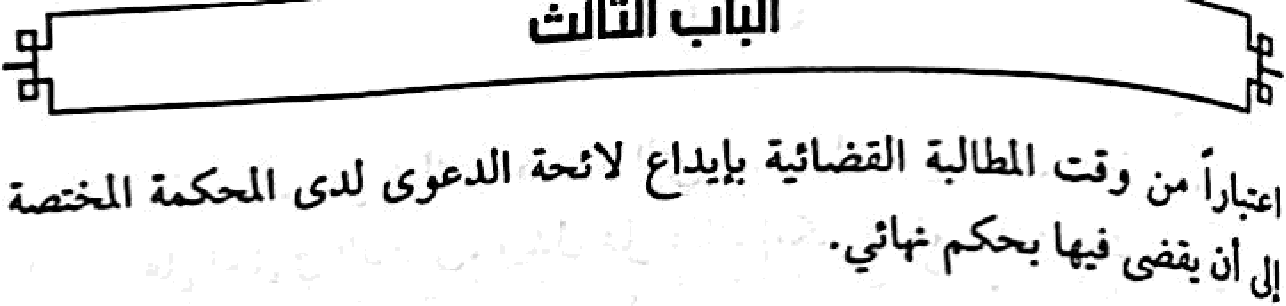 الباب الثالث
اعتباراً من وقت المطالبة القضائية بإيداع لائحة الدعوى لدى المحكمة المختصة
إلى أن يقضى فيها بحكم نهائي.